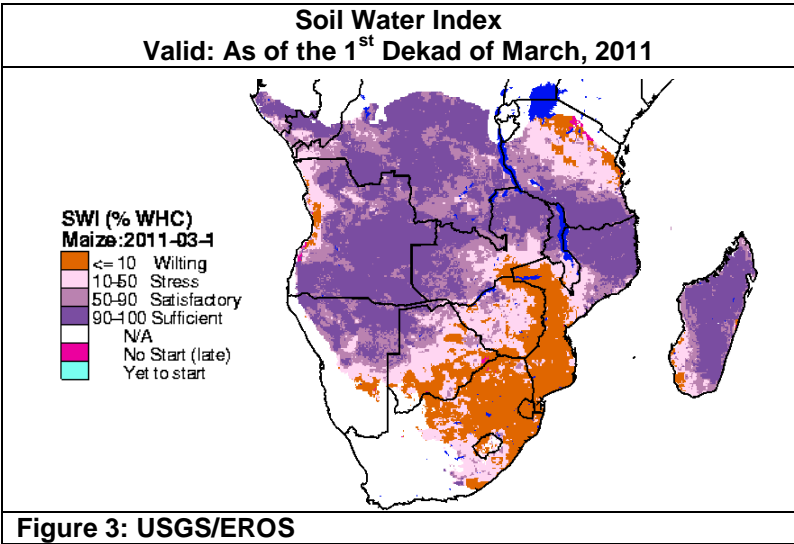 Soil Water Index
Valid: As of the 1st Dekad of March, 2011
SWI (% WHC)
Maize:2011-03-1
<= 10 Wilting
10-50 Stress
50-90 Satisfactory
90-100 Sufficient
N/A
No Start (late)
Yet to start
Figure 3: USGS/EROS